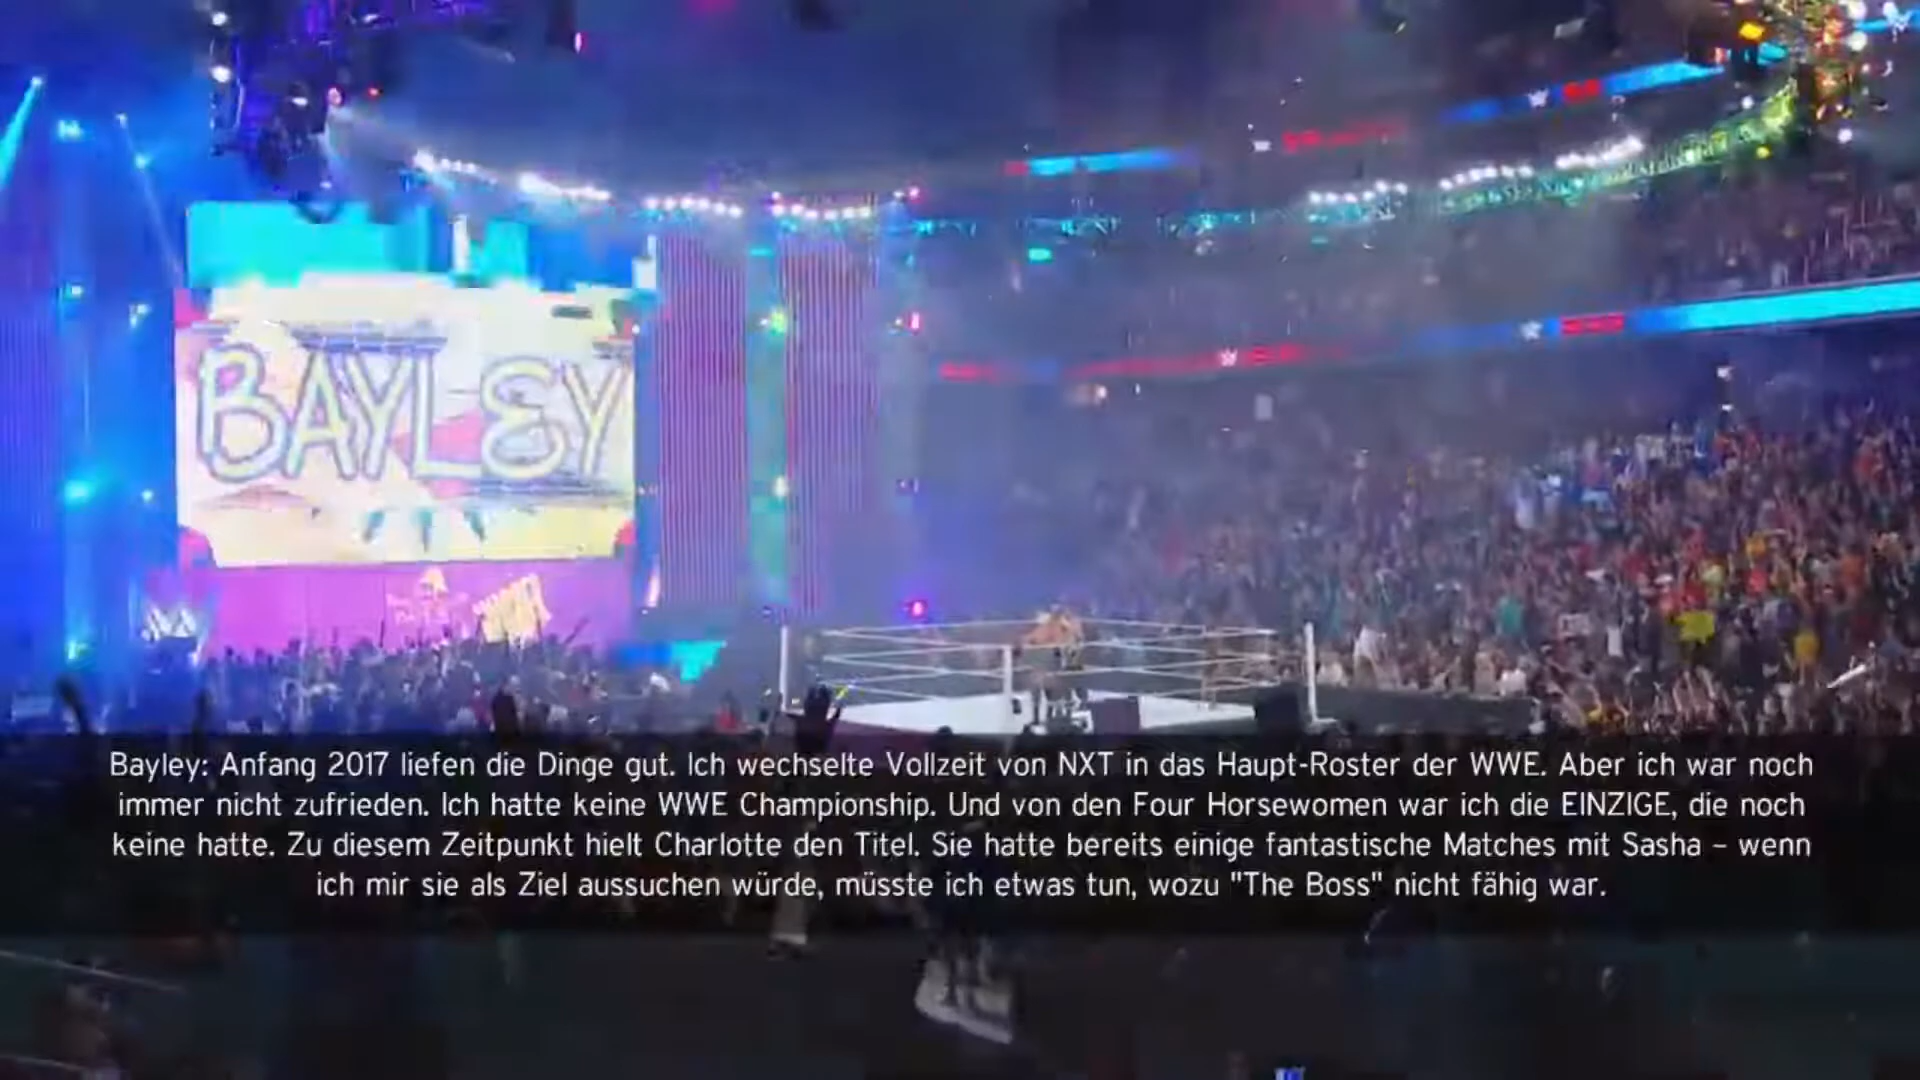 BAYLEY
Bayley: Anfang 2017 liefen die Dinge gut. Ich wechselte Vollzeit von NXT in das Haupt-Roster der WWE. Aber ich war noch
immer nicht zufrieden. Ich hatte keine WWE Championship. Und von den Four Horsewomen war ich die EINZIGE, die noch
keine hatte. Zu diesem Zeitpunkt hielt Charlotte den Titel. Sie hatte bereits einige fantastische Matches mit Sasha – wenn
ich mir sie als Ziel aussuchen würde, müsste ich etwas tun, wozu "The Boss" nicht fähig war.